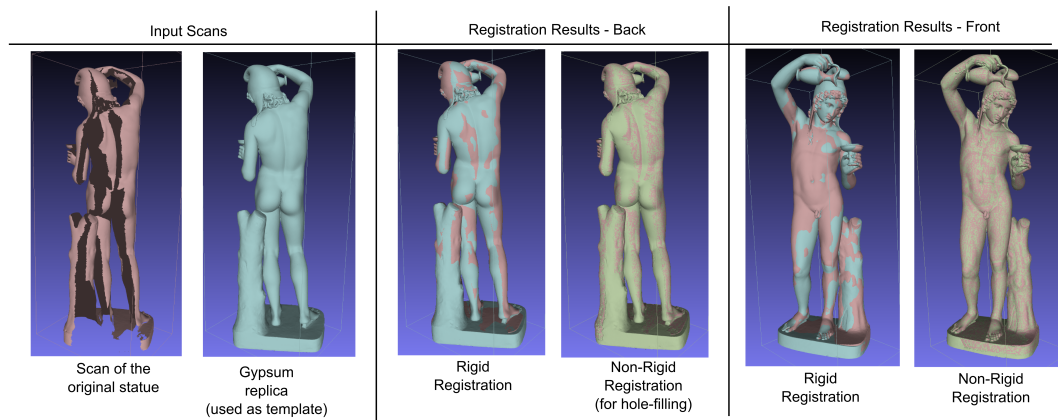 Input Scans
Registration Results - Back
Registration Results - Front
Scan of the
original statue
Gypsum
replica
(used as template)
Rigid
Registration
Non-Rigid
Registration
(for hole-filling)
Rigid
Registration
Non-Rigid
Registration